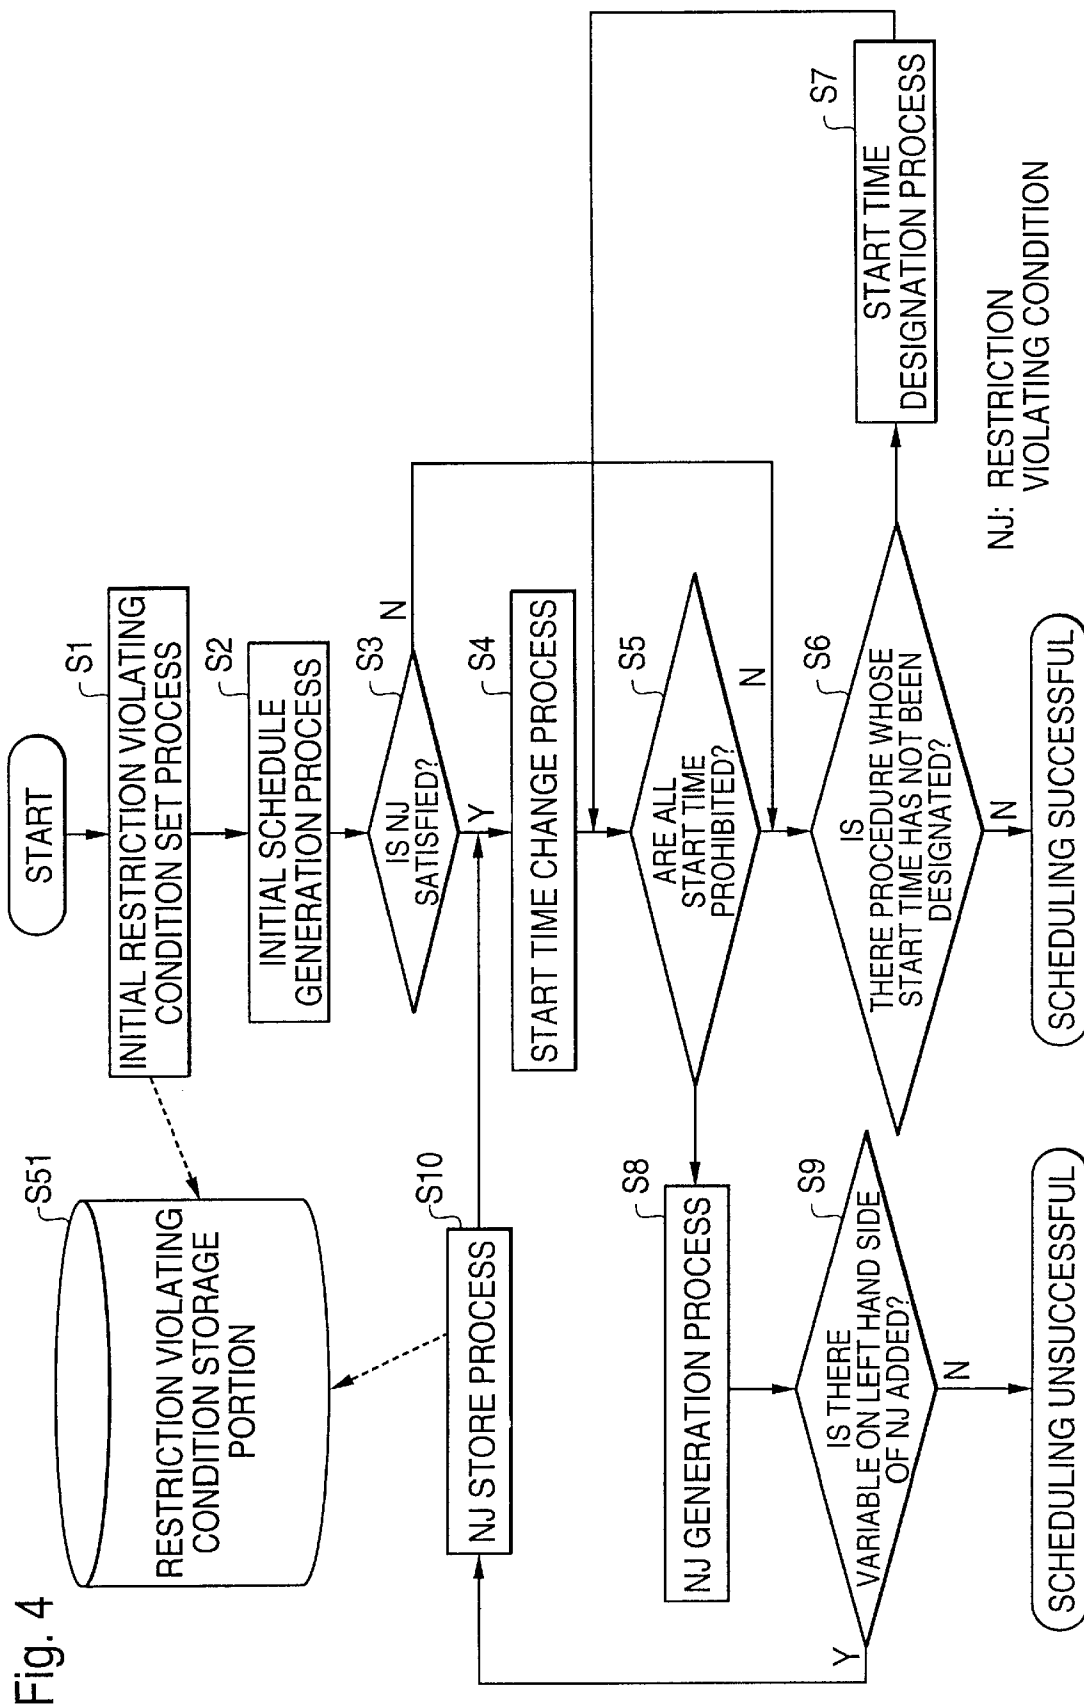 Fig. 4
START
S1
INITIAL RESTRICTION VIOLATING
CONDITION SET PROCESS
S51
RESTRICTION VIOLATING
CONDITION STORAGE
PORTION
S2
INITIAL SCHEDULE
GENERATION PROCESS
S3
IS NJ
SATISFIED?
N
Y
S10
NJ STORE PROCESS
S4
START TIME CHANGE PROCESS
S5
ARE ALL
START TIME
PROHIBITED?
N
S8
NJ GENERATION PROCESS
S6
IS
THERE PROCEDURE WHOSE
START TIME HAS NOT BEEN
DESIGNATED?
N
S7
START TIME
DESIGNATION PROCESS
S9
IS THERE
VARIABLE ON LEFT HAND SIDE
OF NJ ADDED?
Y
N
SCHEDULING UNSUCCESSFUL
SCHEDULING SUCCESSFUL
NJ: RESTRICTION
VIOLATING CONDITION